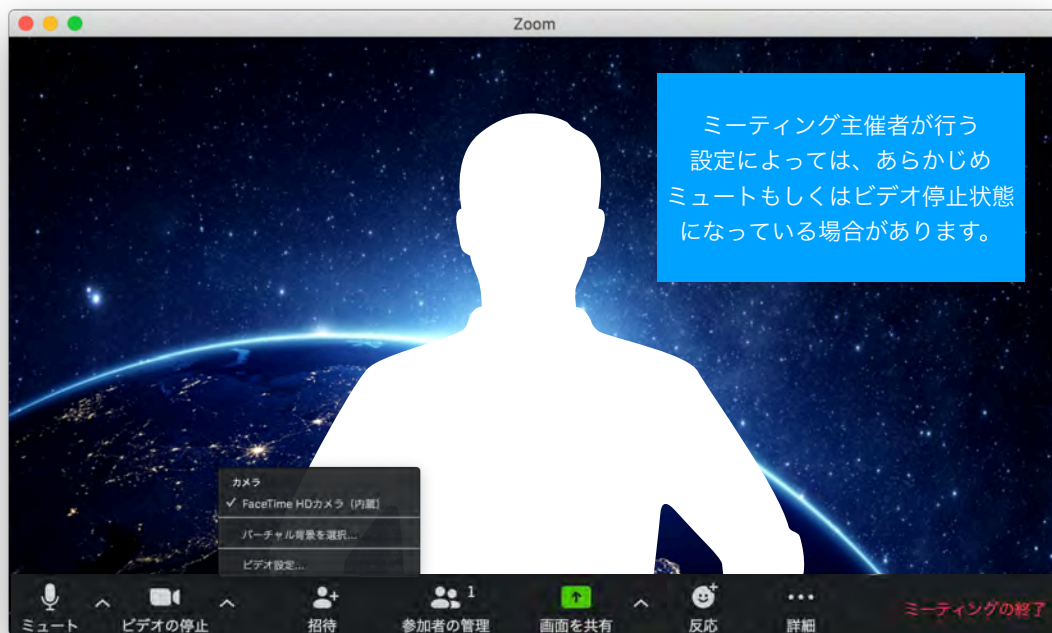 Zoom
ミーティング主催者が行う
設定によっては、あらかじめ
ミュートもしくはビデオ停止状態
になっている場合があります。
カメラ
✓ FaceTime HDカメラ（内蔵）
バーチャル背景を選択...
ビデオ設定...
1
ミュート
ビデオの停止
招待
参加者の管理
画面を共有
反応
詳細
ミーティングの終了